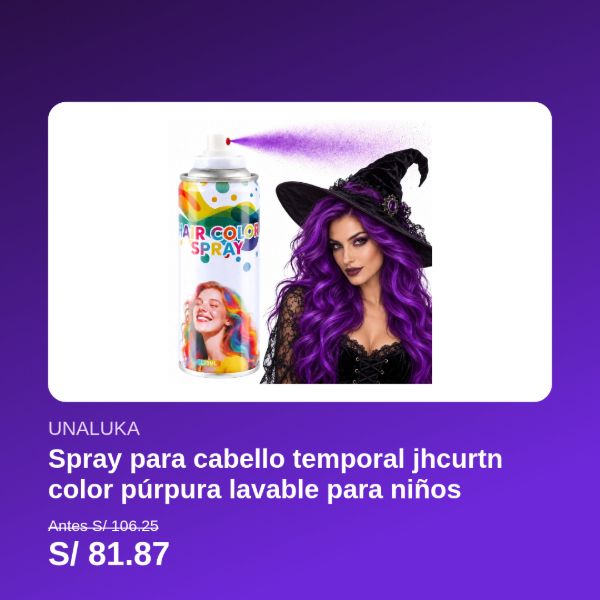 HAIR COLOR
SPRAY
UNALUKA
Spray para cabello temporal jhcurtn
color púrpura lavable para niños
Antes S/ 106.25
S/ 81.87